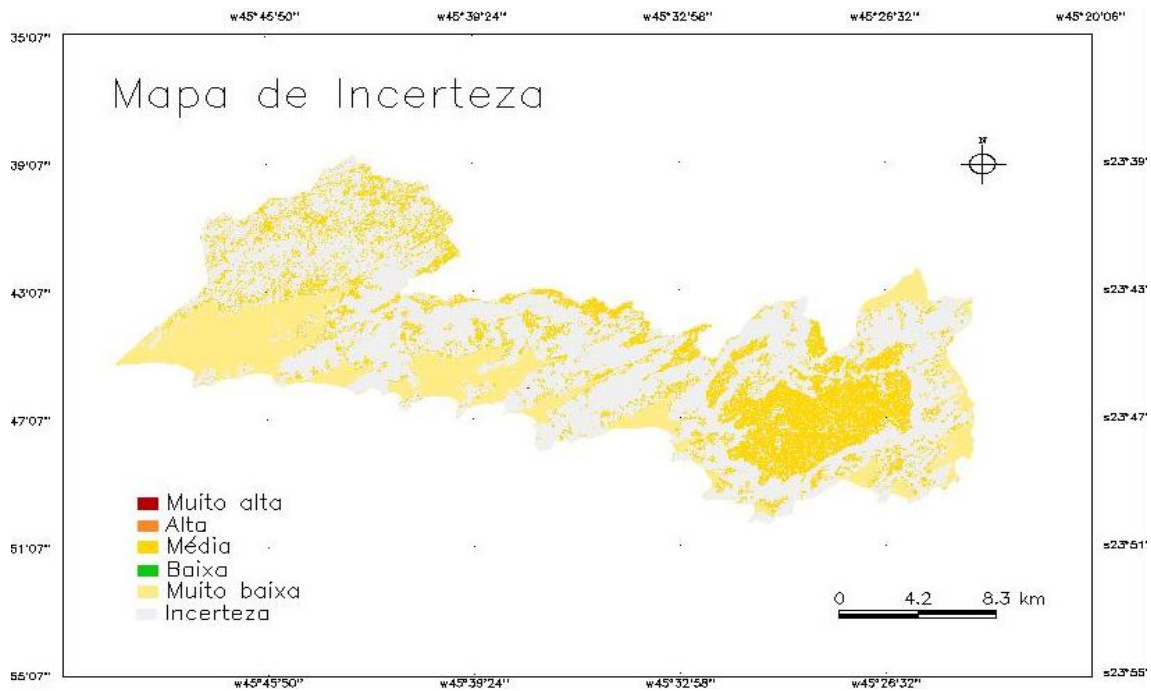 w45°45'50" w45°39'24" w45°32'58" w45°26'32" w45°20'06"
35'07"
Mapa de Incerteza
N
39'07" s23°39'
43'07" s23°43'
47'07" s23°47'
Muito alta
Alta
Média
51'07" s23°51'
Baixa
Muito baixa
0 4.2 8.3 km
Incerteza
55'07" s23°55'
w45°45'50" w45°39'24" w45°32'58" w45°26'32"